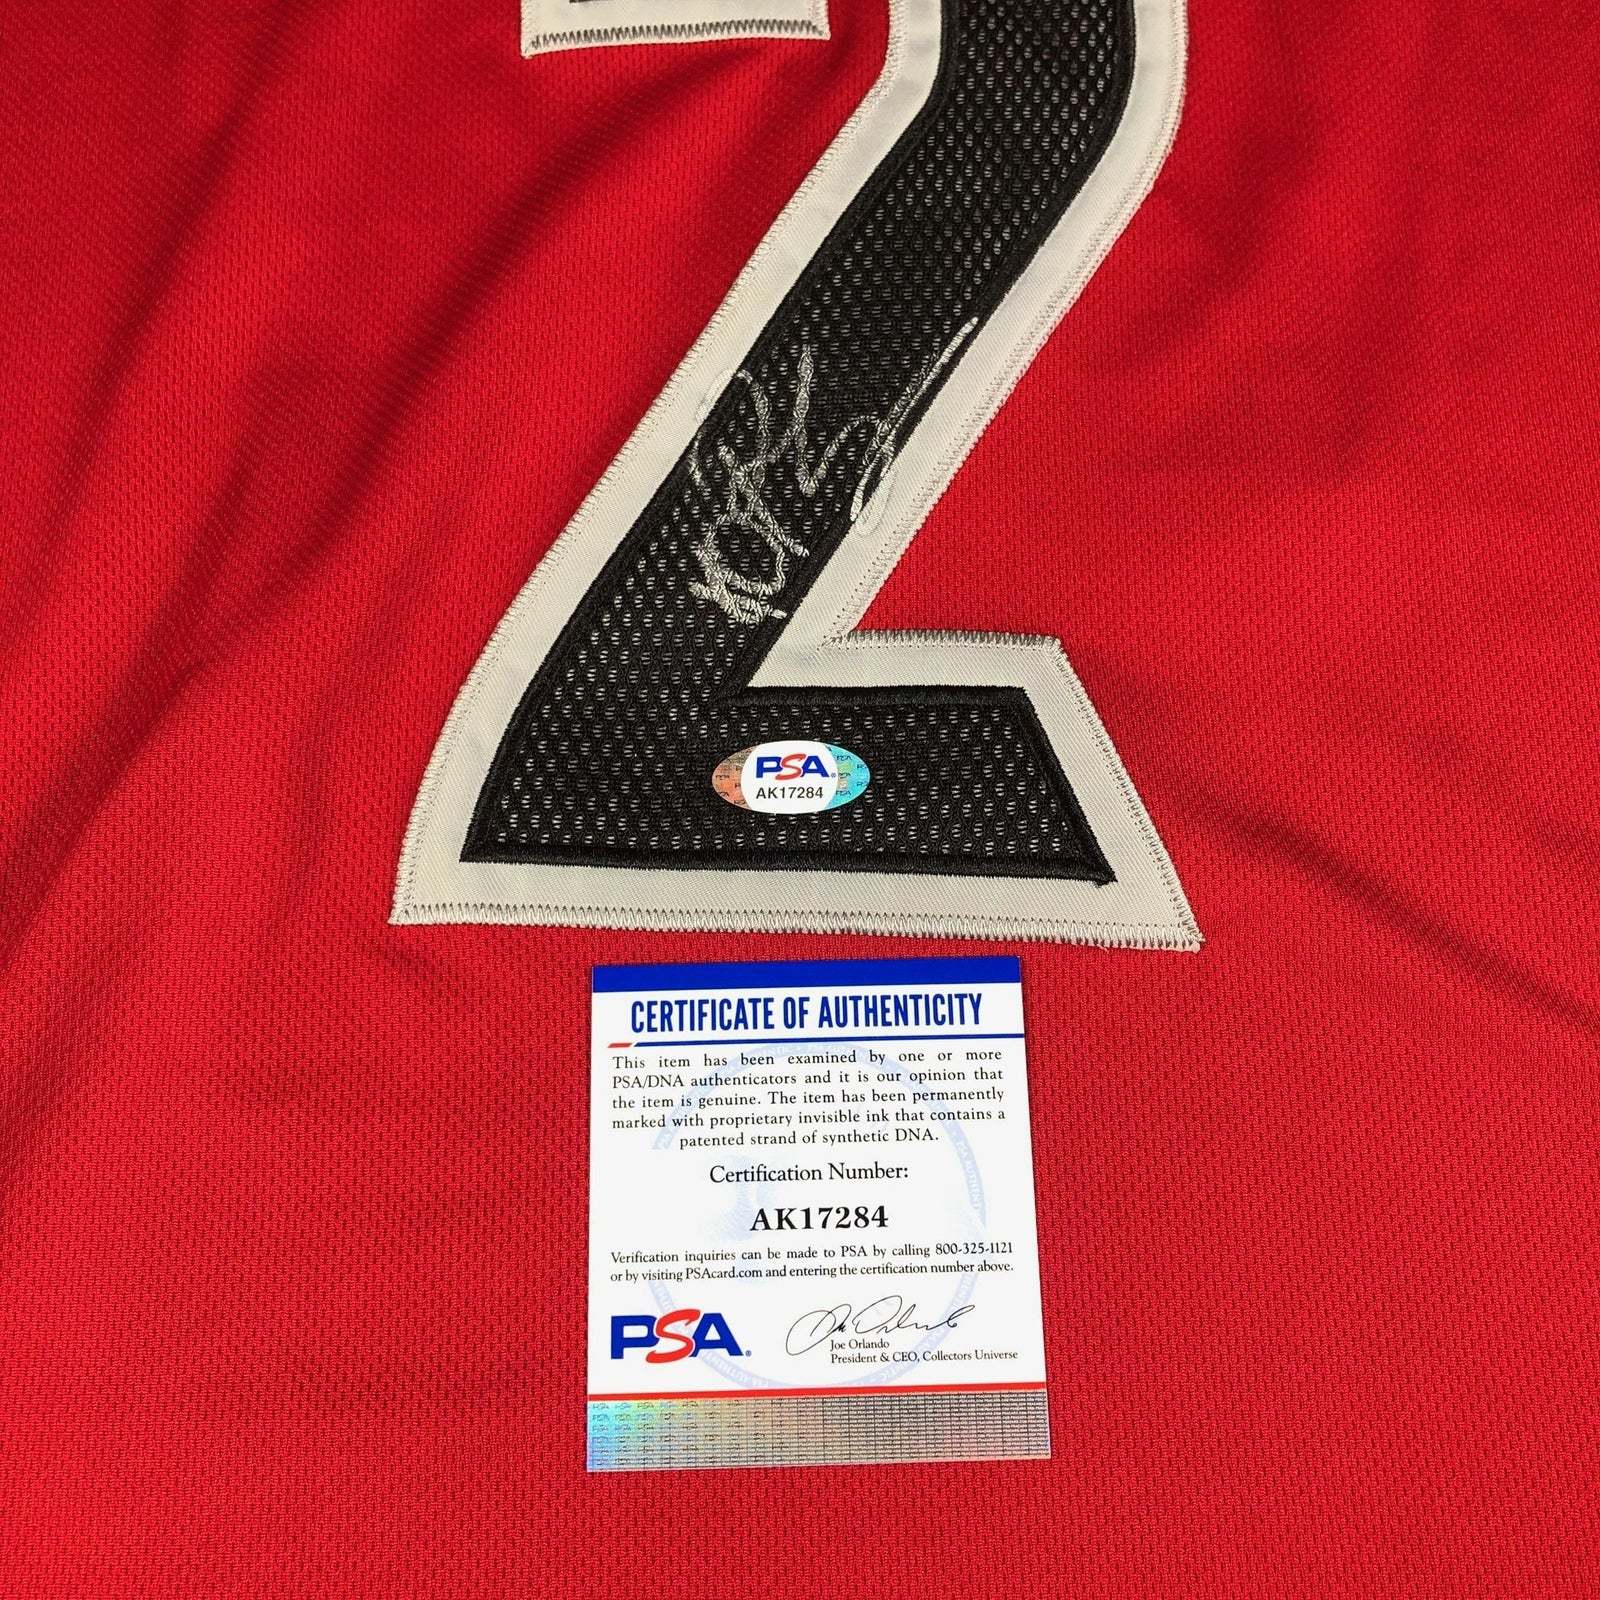 2
PSA
AK17284
CERTIFICATE OF AUTHENTICITY
This item has been examined by one or more
PSA/DNA authenticators and it is our opinion that
the item is genuine. The item has been permanently
marked with proprietary invisible ink that contains a
patented strand of synthetic DNA.
Certification Number:
AK17284
Verification inquiries can be made to PSA by calling 800-325-1121
or by visiting PSAcard.com and entering the certification number above.
PSA®
Joe Orlando
President & CEO, Collectors Universe